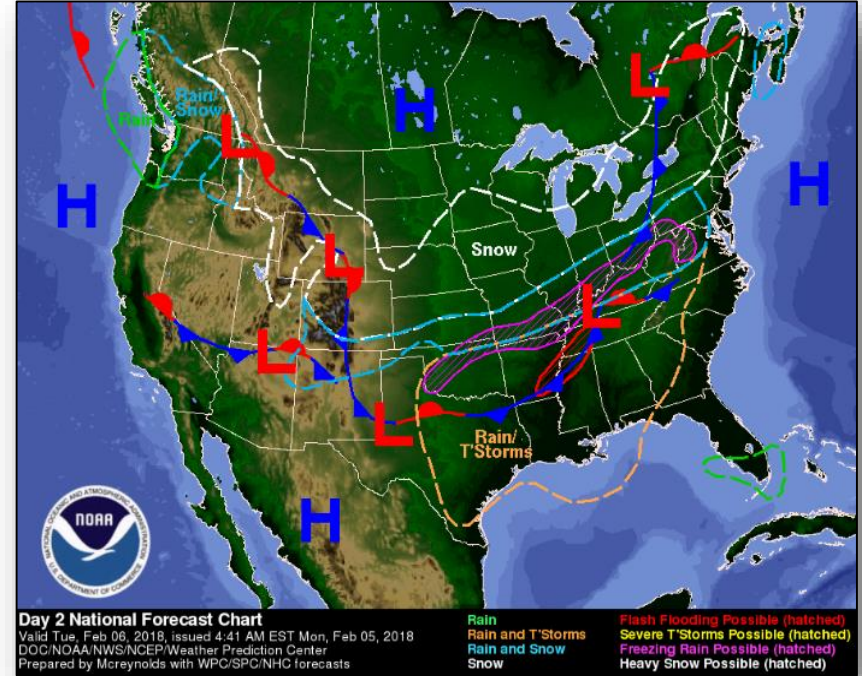 L
H
Rain/
Snow
Rain
L
H
H
H
Snow
L
L
L
L
Rain/
T'Storms
H
NATIONAL OCEANIC AND ATMOSPHERIC ADMINISTRATION
NOAA
U.S. DEPARTMENT OF COMMERCE
Day 2 National Forecast Chart
Valid Tue, Feb 06, 2018, issued 4:41 AM EST Mon, Feb 05, 2018
DOC/NOAA/NWS/NCEP/Weather Prediction Center
Prepared by Mcreynolds with WPC/SPC/NHC forecasts
Rain
Rain and T'Storms
Rain and Snow
Snow
Flash Flooding Possible (hatched)
Severe T'Storms Possible (hatched)
Freezing Rain Possible (hatched)
Heavy Snow Possible (hatched)